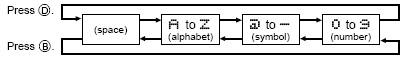 Press Ⓓ.
(space)
A to Z
(alphabet)
@ to -
(symbol)
0 to 9
(number)
Press Ⓑ.